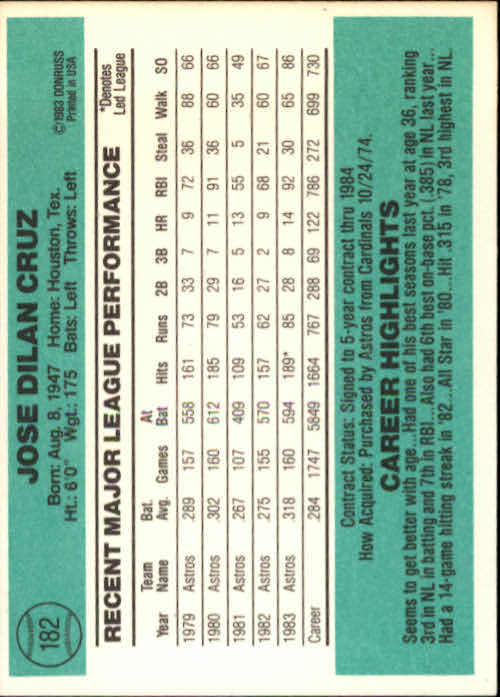 182
JOSE DILAN CRUZ
Born: Aug. 8, 1947 Home: Houston, Tex.
Ht.: 6'0" Wgt.: 175 Bats: Left Throws: Left
©1983 DONRUSS
Printed in USA
RECENT MAJOR LEAGUE PERFORMANCE
*Denotes
Led League
Year Team Name Bat. Avg. Games At Bat Hits Runs 2B 3B HR RBI Steal Walk SO
1979 Astros .289 157 558 161 73 33 7 9 72 36 88 66
1980 Astros .302 160 612 185 79 29 7 11 91 36 60 66
1981 Astros .267 107 409 109 53 16 5 13 55 5 35 49
1982 Astros .275 155 570 157 62 27 2 9 68 21 60 67
1983 Astros .318 160 594 189* 85 28 8 14 92 30 65 86
Career .284 1747 5849 1664 767 288 69 122 786 272 699 730
Contract Status: Signed to 5-year contract thru 1984
How Acquired: Purchased by Astros from Cardinals 10/24/74.
CAREER HIGHLIGHTS
Seems to get better with age...Had one of his best seasons last year at age 36, ranking
3rd in NL in batting and 7th in RBI...Also had 6th best on-base pct. (.385) in NL last year...
Had a 14-game hitting streak in '82...All Star in '80...Hit .315 in '78, 3rd highest in NL.